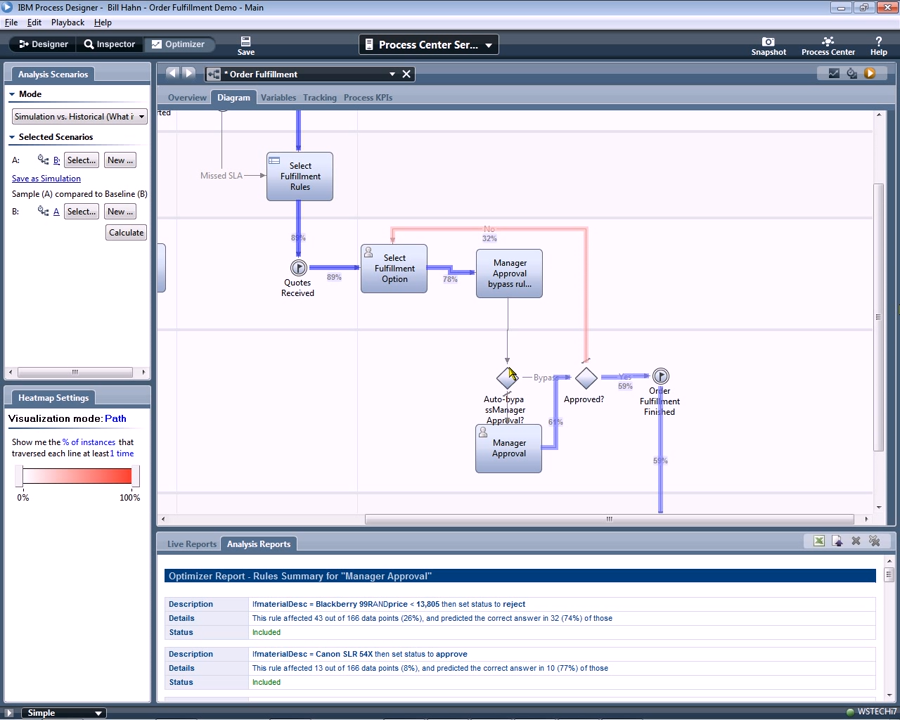 IBM Process Designer - Bill Hahn - Order Fulfillment Demo - Main
File Edit Playback Help
Designer Inspector Optimizer Save Process Center Ser... Snapshot Process Center Help
Analysis Scenarios
Mode
Simulation vs. Historical (What i
Selected Scenarios
A: B: Select... New ...
Save as Simulation
Sample (A) compared to Baseline (B)
B: A Select... New ...
Calculate
Heatmap Settings
Visualization mode: Path
Show me the % of instances that
traversed each line at least 1 time
0% 100%
* Order Fulfillment
Overview Diagram Variables Tracking Process KPIs
Missed SLA
Select
Fulfillment
Rules
89%
Quotes
Received
89%
Select
Fulfillment
Option
78%
No
32%
Manager
Approval
bypass rul...
Bypass
Auto-bypa
ssManager
Approval?
Manager
Approval
61%
Approved?
Yes
59%
Order
Fulfillment
Finished
59%
Live Reports Analysis Reports
Optimizer Report - Rules Summary for "Manager Approval"
Description IfmaterialDesc = Blackberry 99RANDprice < 13,805 then set status to reject
Details This rule affected 43 out of 166 data points (26%), and predicted the correct answer in 32 (74%) of those
Status Included
Description IfmaterialDesc = Canon SLR 54X then set status to approve
Details This rule affected 13 out of 166 data points (8%), and predicted the correct answer in 10 (77%) of those
Status Included
Simple WSTECHi7